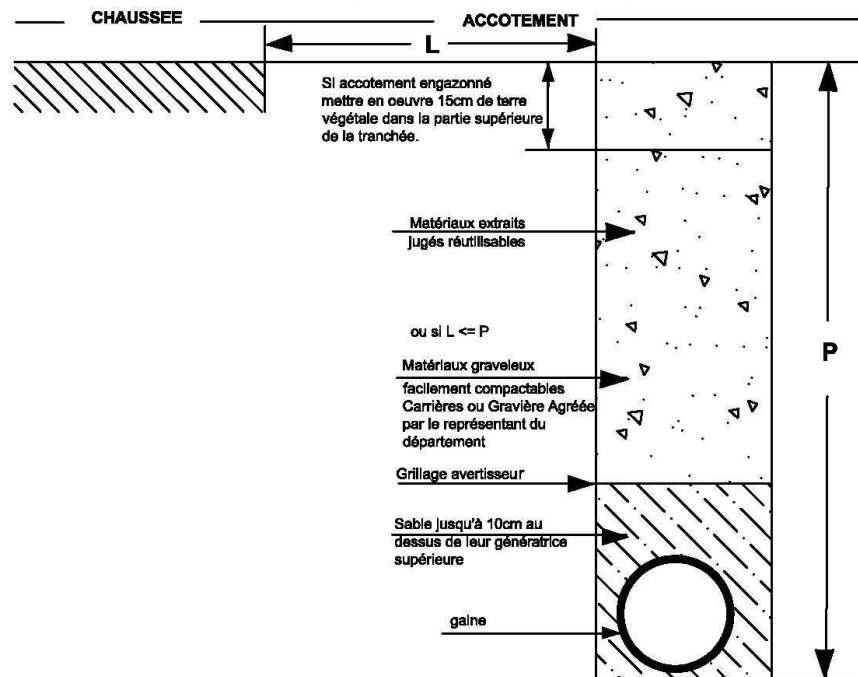 CHAUSSEE
ACCOTEMENT
L
Si accotement engazonné
mettre en oeuvre 15cm de terre
végétale dans la partie supérieure
de la tranchée.
Matériaux extraits
jugés réutilisables
ou si L <= P
P
Matériaux graveleux
facilement compactables
Carrières ou Gravière Agréée
par le représentant du
département
Grillage avertisseur
Sable jusqu'à 10cm au
dessus de leur génératrice
supérieure
gaine